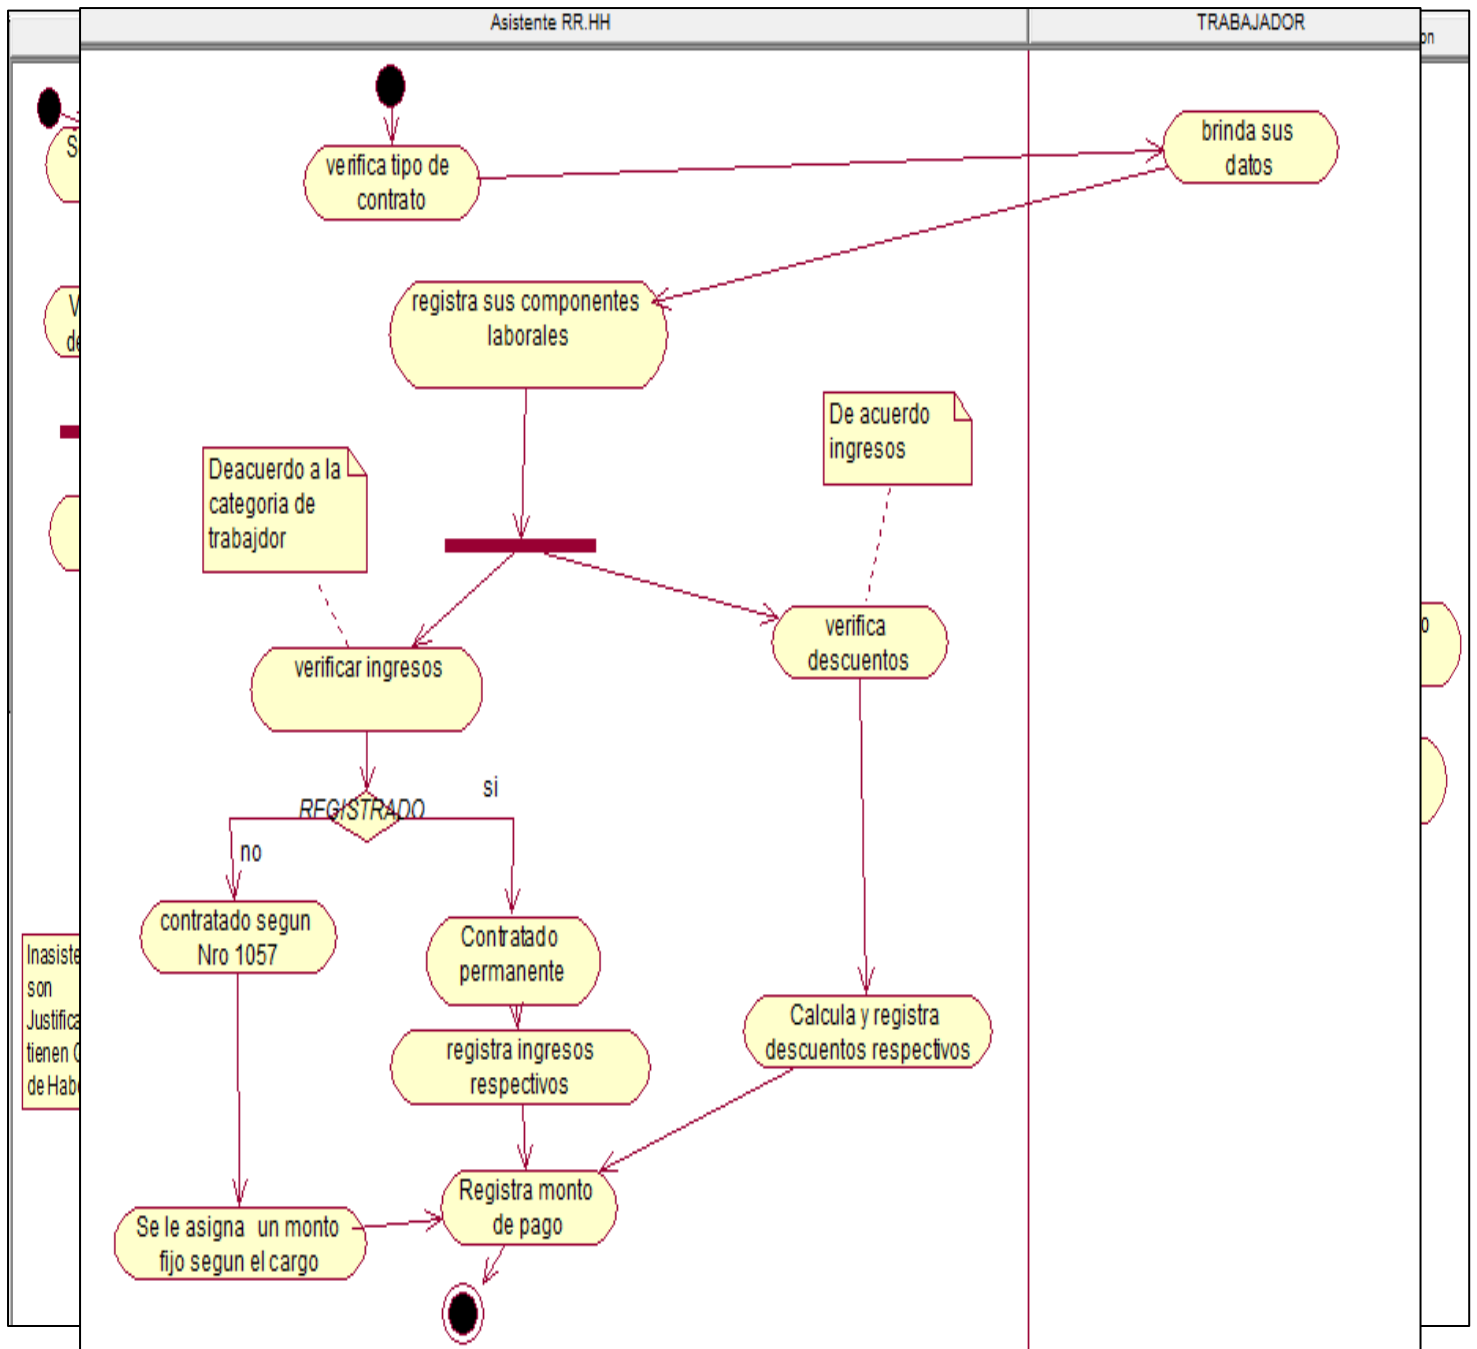 Asistente RR.HH
TRABAJADOR
verifica tipo de
contrato
brinda sus
datos
registra sus componentes
laborales
De acuerdo
ingresos
Deacuerdo a la
categoria de
trabajdor
verificar ingresos
verifica
descuentos
REGISTRADO
si
no
contratado segun
Nro 1057
Contratado
permanente
registra ingresos
respectivos
Calcula y registra
descuentos respectivos
Se le asigna un monto
fijo segun el cargo
Registra monto
de pago
son